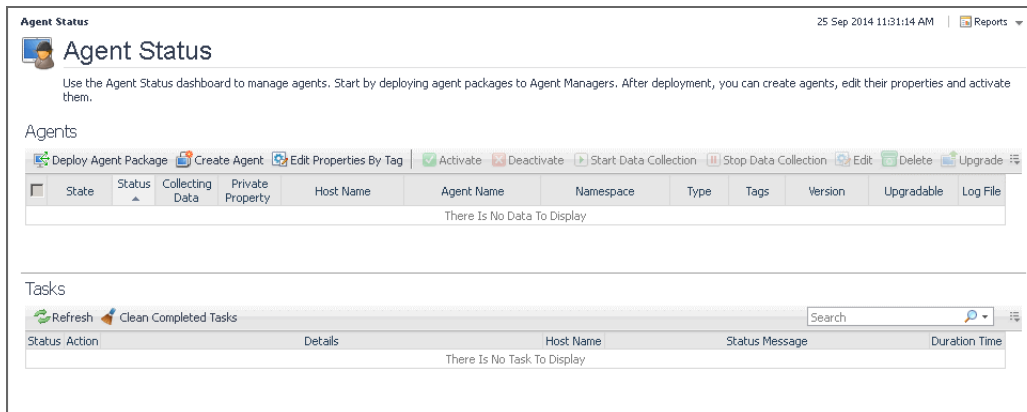 Agent Status 25 Sep 2014 11:31:14 AM Reports
Agent Status
Use the Agent Status dashboard to manage agents. Start by deploying agent packages to Agent Managers. After deployment, you can create agents, edit their properties and activate
them.
Agents
Deploy Agent Package Create Agent Edit Properties By Tag Activate Deactivate Start Data Collection Stop Data Collection Edit Delete Upgrade
State Status Collecting Data Private Property Host Name Agent Name Namespace Type Tags Version Upgradable Log File
There Is No Data To Display
Tasks
Refresh Clean Completed Tasks Search
Status Action Details Host Name Status Message Duration Time
There Is No Task To Display